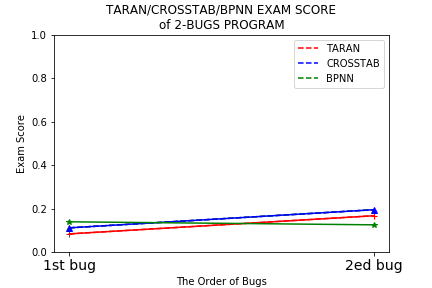 TARAN/CROSSTAB/BPNN EXAM SCORE
of 2-BUGS PROGRAM
TARAN
CROSSTAB
BPNN
Exam Score
1.0
0.8
0.6
0.4
0.2
0.0
1st bug
2ed bug
The Order of Bugs